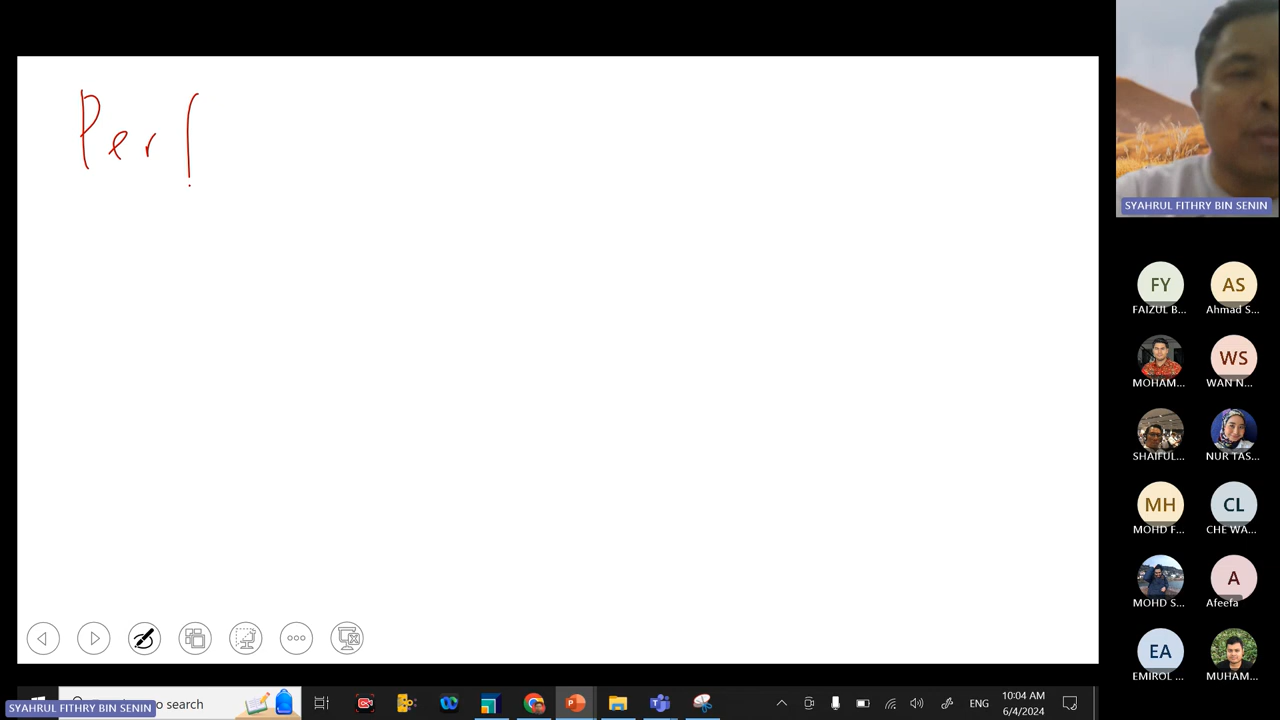 Perf
SYAHRUL FITHRY BIN SENIN
FY
AS
FAIZUL B...
Ahmad S...
WS
MOHAM...
WAN N...
SHAIFUL...
NUR TAS...
MH
CL
MOHD F...
CHE WA...
A
MOHD S...
Afeefa
EA
EMIROL ...
MUHAM...
SYAHRUL FITHRY BIN SENIN
to search
ENG
10:04 AM
6/4/2024